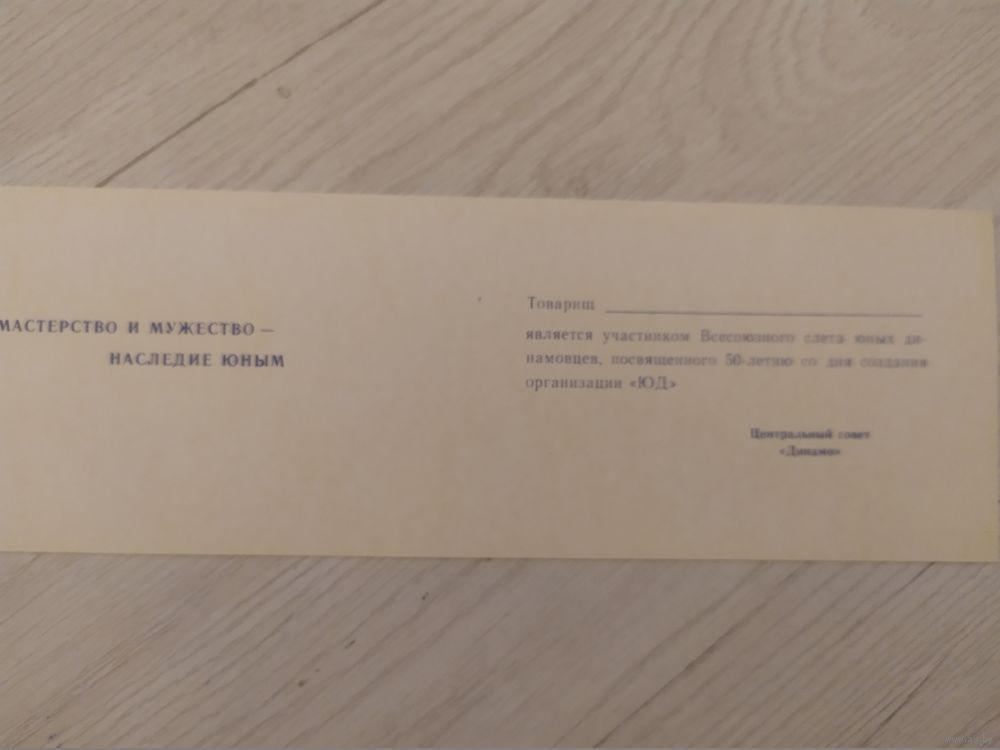 МАСТЕРСТВО И МУЖЕСТВО —
НАСЛЕДИЕ ЮНЫМ
Товарищ
является участником Всесоюзного слета юных ди-
намовцев, посвященного 50-летию со дня создания
организации «ЮД»
Центральный совет
«Динамо»